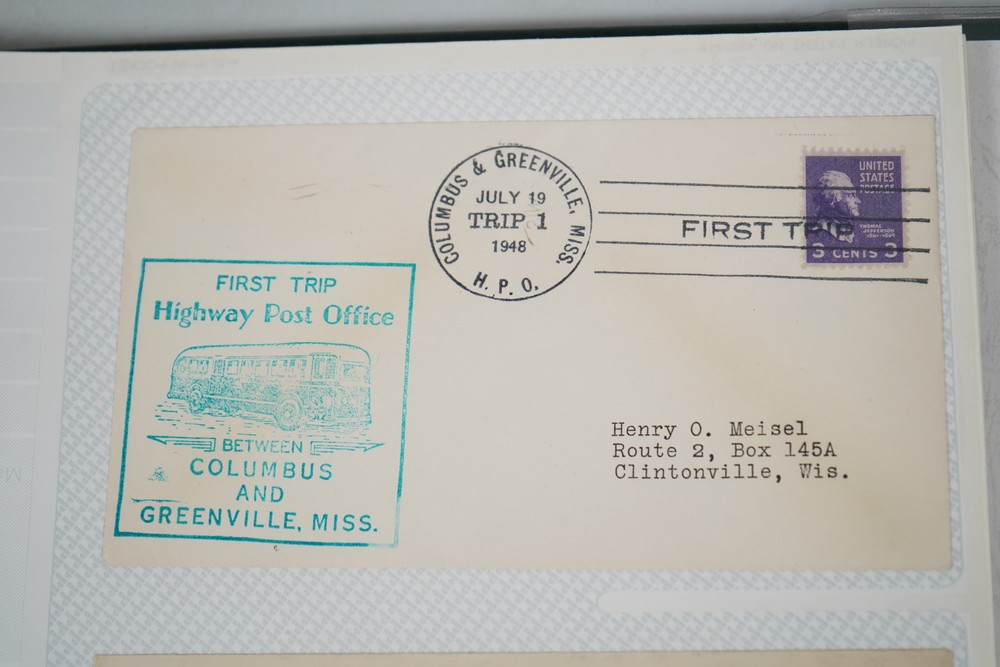 COLUMBUS & GREENVILLE, MISS.
JULY 19
TRIP 1
1948
H. P. O.
FIRST TRIP
UNITED
STATES
POSTAGE
THOMAS
JEFFERSON
3 CENTS 3
FIRST TRIP
Highway Post Office
BETWEEN
COLUMBUS
AND
GREENVILLE, MISS.
Henry O. Meisel
Route 2, Box 145A
Clintonville, Wis.